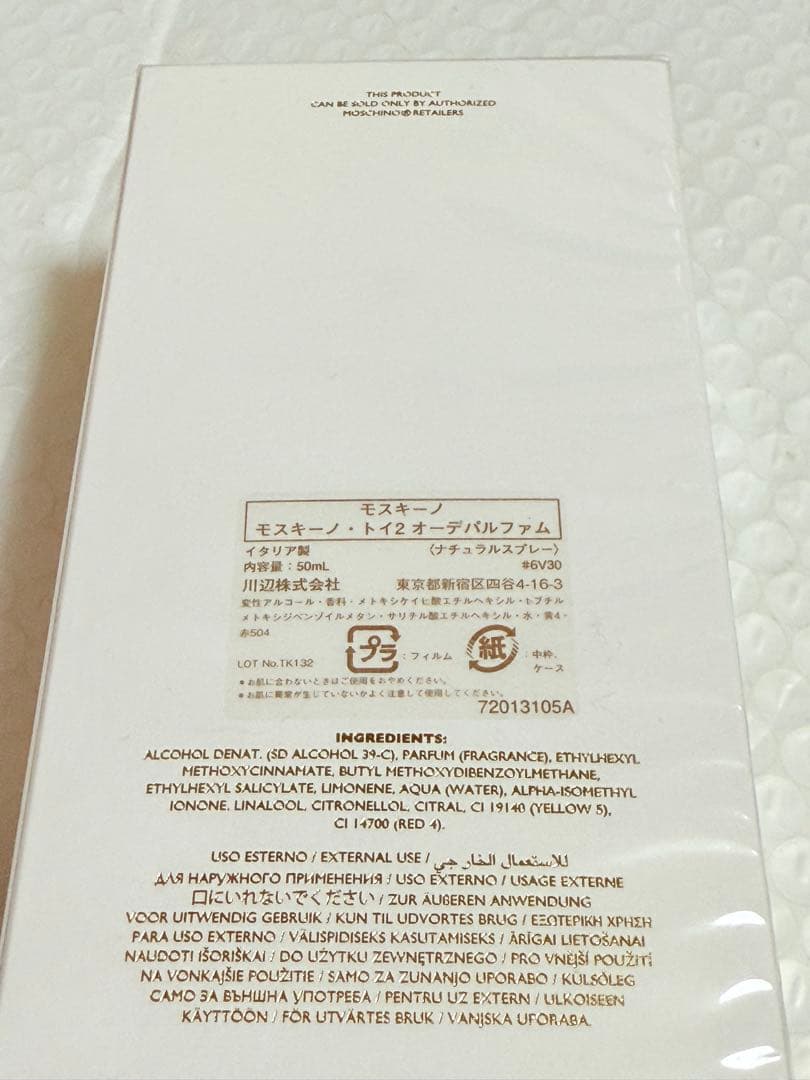 THIS PRODUCT
CAN BE SOLD ONLY BY AUTHORIZED
MOSCHINO® RETAILERS
モスキーノ
モスキーノ・トイ2 オーデパルファム
イタリア製 〈ナチュラルスプレー〉
内容量：50mL #6V30
川辺株式会社 東京都新宿区四谷4-16-3
変性アルコール・香料・メトキシケイヒ酸エチルヘキシル・t-ブチル
メトキシジベンゾイルメタン・サリチル酸エチルヘキシル・水・黄4・
赤504
プラ ：フィルム 紙 ：中枠、
ケース
LOT No.TK132
●お肌に合わないときはご使用をおやめください。
●お肌に異常が生じていないかよく注意して使用してください。
72013105A
INGREDIENTS:
ALCOHOL DENAT. (SD ALCOHOL 39-C), PARFUM (FRAGRANCE), ETHYLHEXYL
METHOXYCINNAMATE, BUTYL METHOXYDIBENZOYLMETHANE,
ETHYLHEXYL SALICYLATE, LIMONENE, AQUA (WATER), ALPHA-ISOMETHYL
IONONE, LINALOOL, CITRONELLOL, CITRAL, CI 19140 (YELLOW 5),
CI 14700 (RED 4).
USO ESTERNO / EXTERNAL USE / للاستعمال الخارجي
ДЛЯ НАРУЖНОГО ПРИМЕНЕНИЯ / USO EXTERNO / USAGE EXTERNE
口にいれないでください / ZUR ÄUßEREN ANWENDUNG
VOOR UITWENDIG GEBRUIK / KUN TIL UDVORTES BRUG / ΕΞΩΤΕΡΙΚΗ ΧΡΗΣΗ
PARA USO EXTERNO / VÄLISPIDISEKS KASUTAMISEKS / ĀRĪGAI LIETOŠANAI
NAUDOTI IŠORIŠKAI / DO UŻYTKU ZEWNĘTRZNEGO / PRO VNĚJŠÍ POUŽITÍ
NA VONKAJŠIE POUŽITIE / SAMO ZA ZUNANJO UPORABO / KÜLSŐLEG
САМО ЗА ВЪНШНА УПОТРЕБА / PENTRU UZ EXTERN / ULKOISEEN
KÄYTTÖÖN / FÖR UTVÄRTES BRUK / VANJSKA UPORABA.